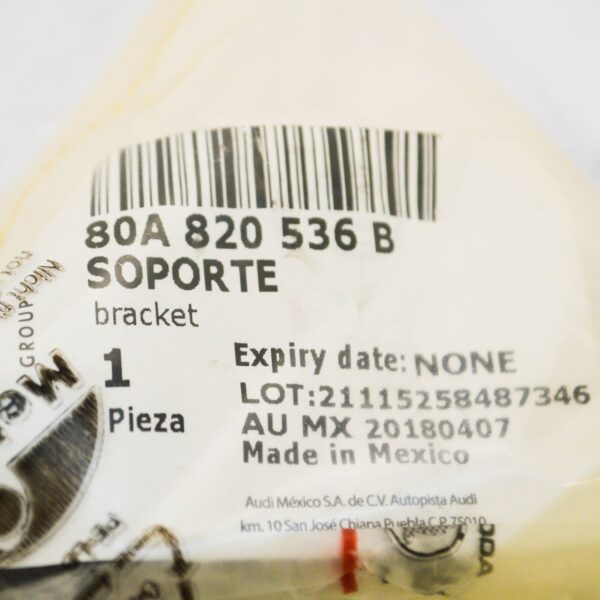 80A 820 536 B
SOPORTE
bracket
1
Pieza
Expiry date: NONE
LOT:21115258487346
AU MX 20180407
Made in Mexico
Audi México S.A. de C.V. Autopista Audi
km. 10 San José Chiapa Puebla C.P. 75010
GROUP